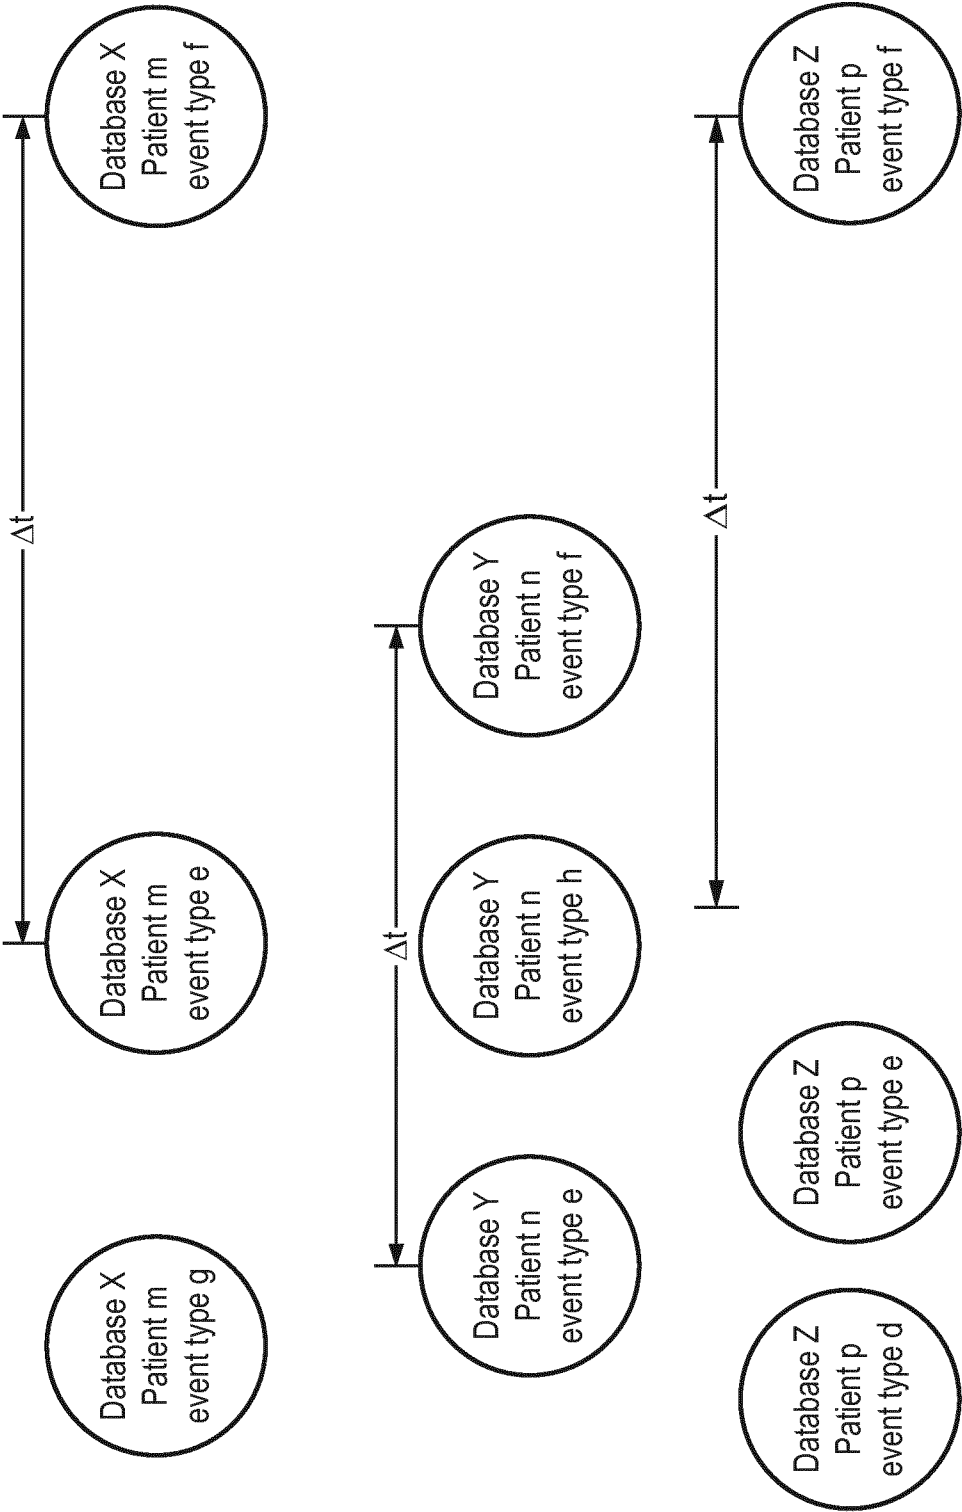 Δt
Database X
Patient m
event type g
Database X
Patient m
event type e
Database X
Patient m
event type f
Δt
Database Y
Patient n
event type e
Database Y
Patient n
event type h
Database Y
Patient n
event type f
Δt
Database Z
Patient p
event type d
Database Z
Patient p
event type e
Database Z
Patient p
event type f